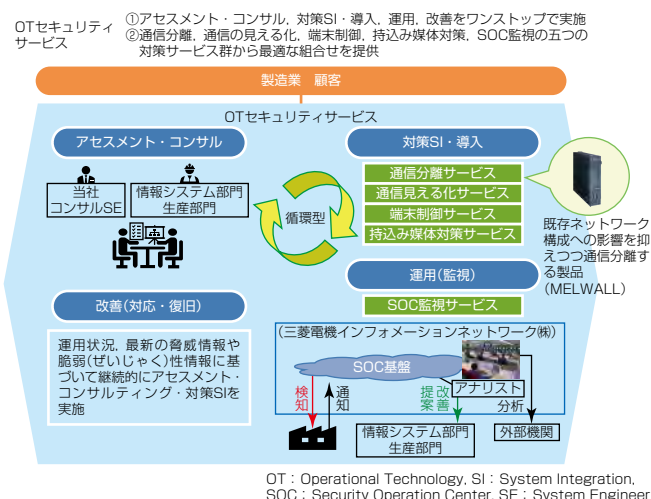 OTセキュリティ
サービス
①アセスメント・コンサル，対策SI・導入，運用，改善をワンストップで実施
②通信分離，通信の見える化，端末制御，持込み媒体対策，SOC監視の五つの
対策サービス群から最適な組合せを提供
製造業　顧客
OTセキュリティサービス
アセスメント・コンサル
当社
コンサルSE
情報システム部門
生産部門
循環型
対策SI・導入
通信分離サービス
通信見える化サービス
端末制御サービス
持込み媒体対策サービス
既存ネットワーク
構成への影響を抑
えつつ通信分離す
る製品
（MELWALL）
改善（対応・復旧）
運用状況，最新の脅威情報や
脆弱（ぜいじゃく）性情報に基
づいて継続的にアセスメント・
コンサルティング・対策SIを
実施
運用（監視）
SOC監視サービス
（三菱電機インフォメーションネットワーク㈱）
SOC基盤
アナリスト
検知
通知
改善
提案
分析
情報システム部門
生産部門
外部機関
OT：Operational Technology, SI：System Integration,
SOC：Security Operation Center, SE：System Engineer